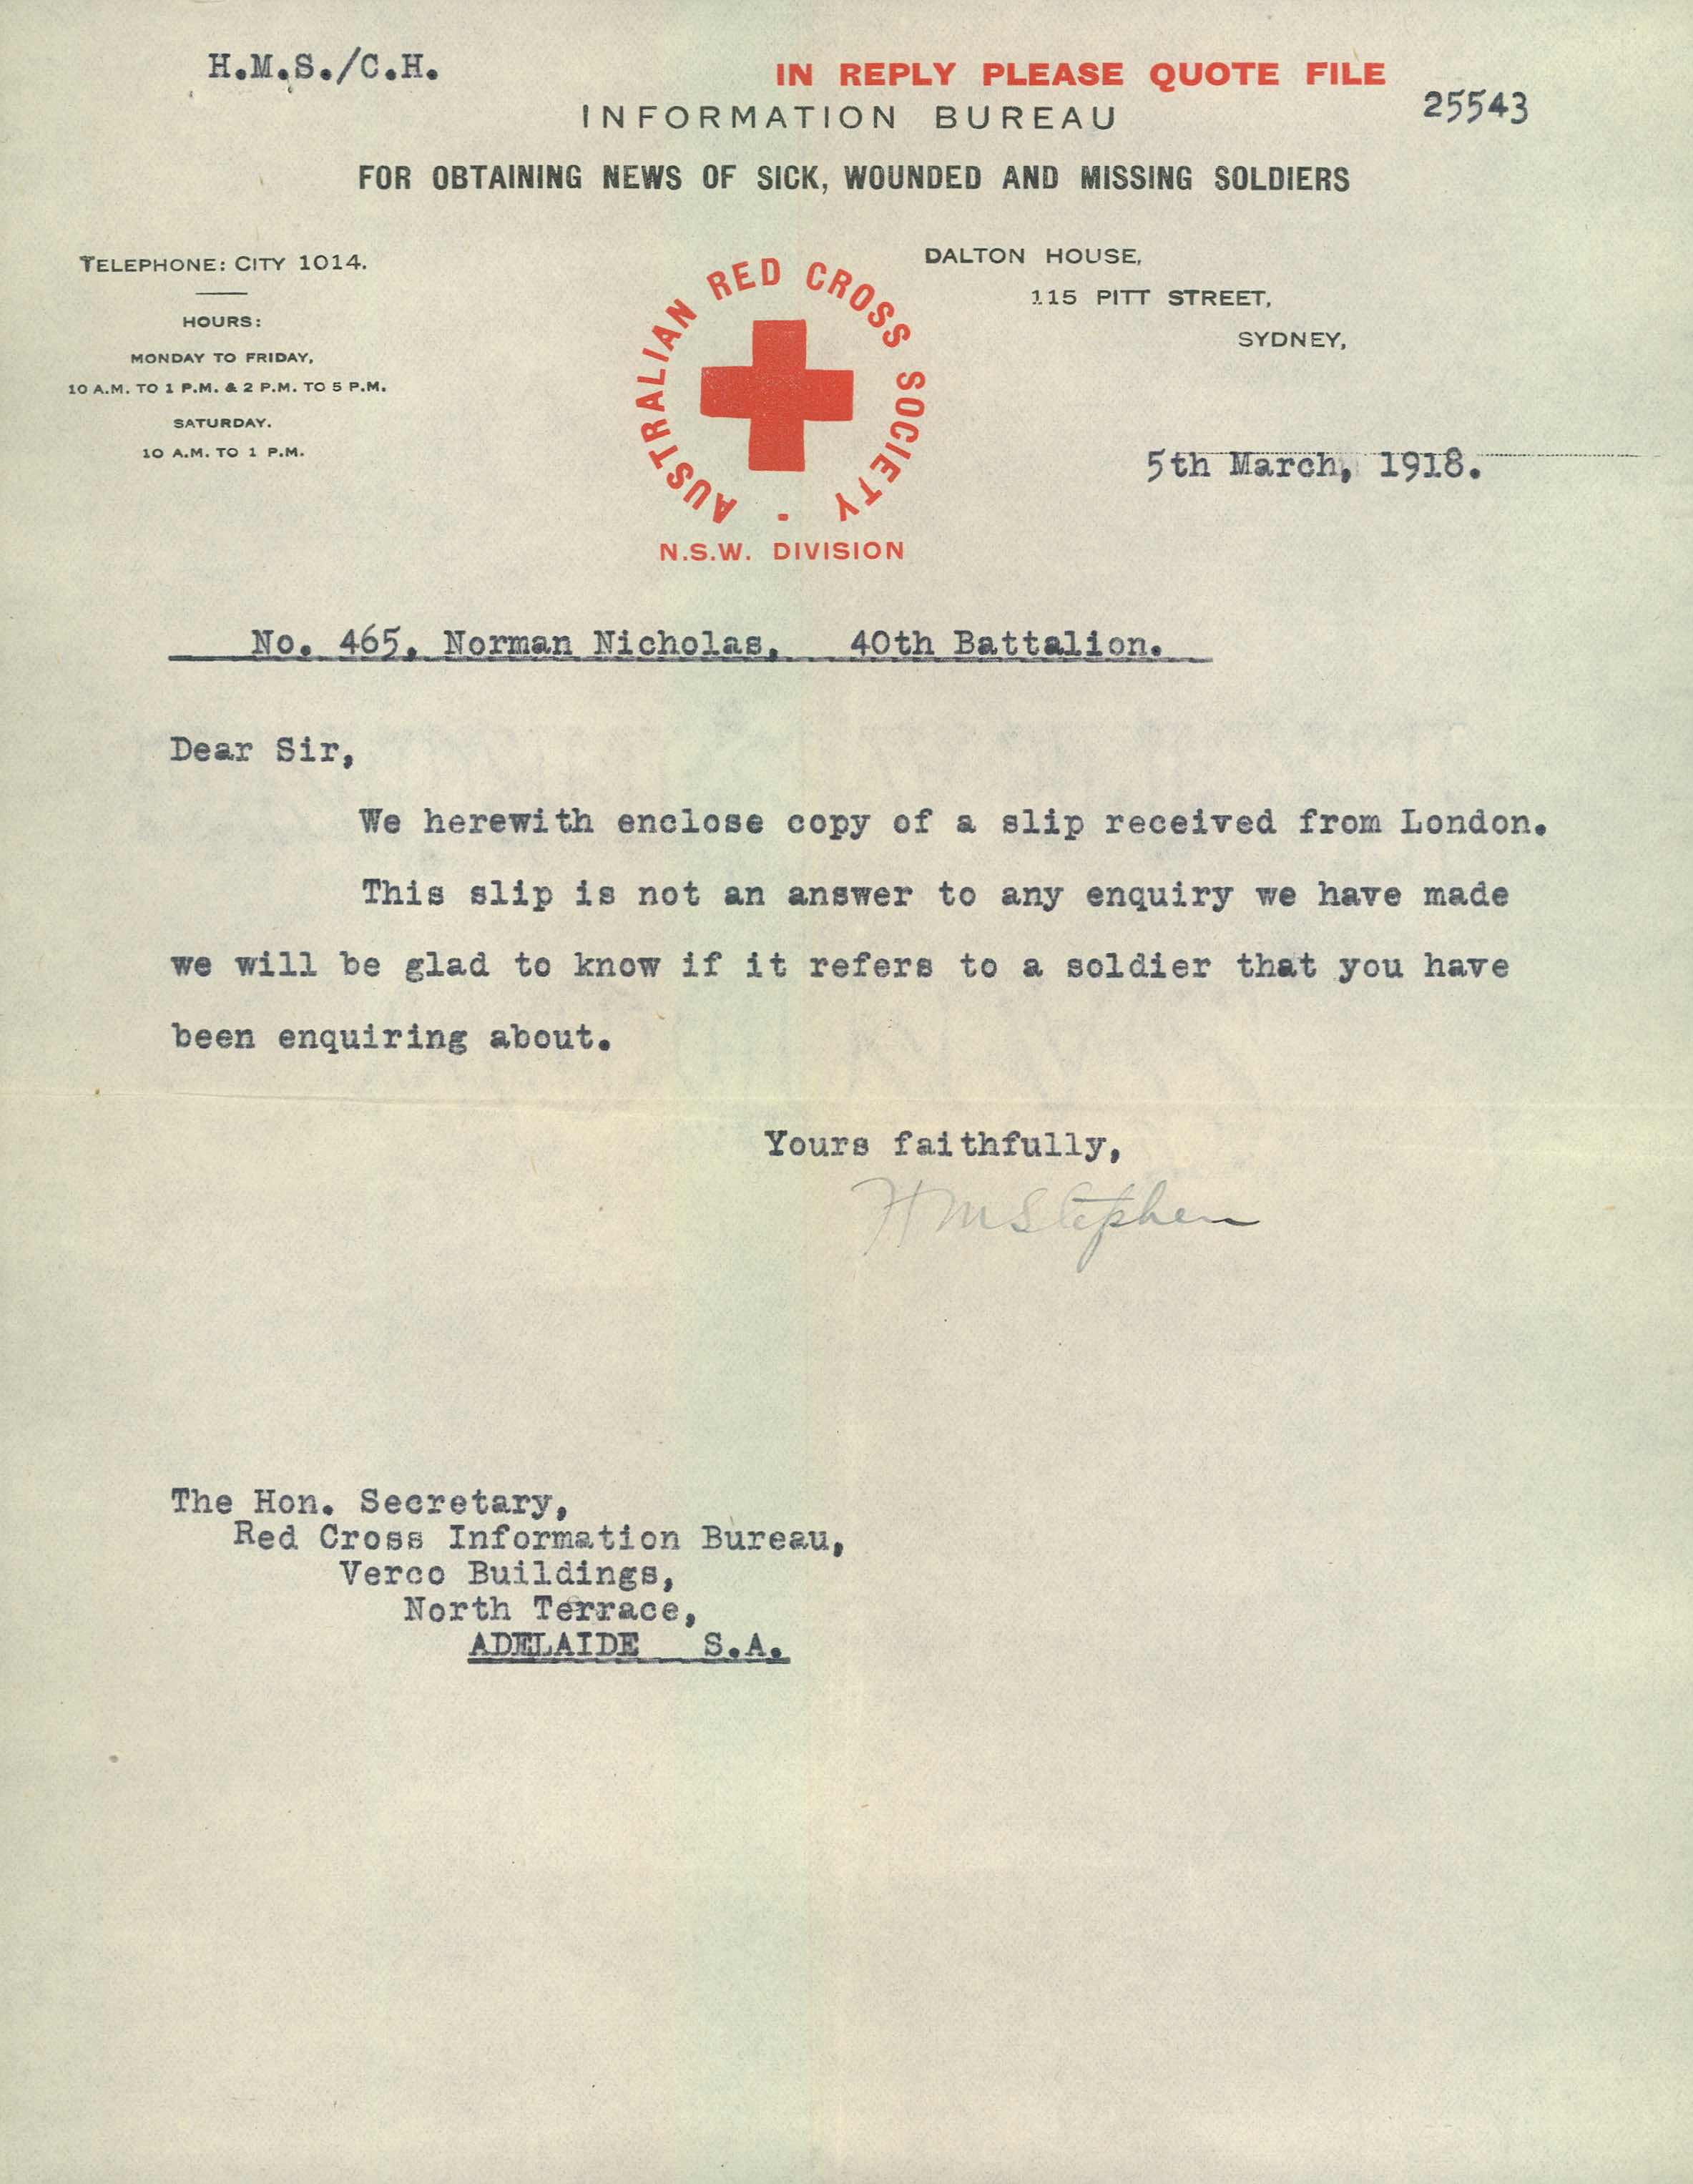 H.M.S./C.H.
IN REPLY PLEASE QUOTE FILE
25543
INFORMATION BUREAU
FOR OBTAINING NEWS OF SICK, WOUNDED AND MISSING SOLDIERS
TELEPHONE: CITY 1014.
HOURS:
MONDAY TO FRIDAY,
10 A.M. TO 1 P.M. & 2 P.M. TO 5 P.M.
SATURDAY.
10 A.M. TO 1 P.M.
AUSTRALIAN RED CROSS SOCIETY
N.S.W. DIVISION
DALTON HOUSE,
115 PITT STREET,
SYDNEY,
5th March, 1918.
No. 465, Norman Nicholas, 40th Battalion.
Dear Sir,
We herewith enclose copy of a slip received from London.
This slip is not an answer to any enquiry we have made
we will be glad to know if it refers to a soldier that you have
been enquiring about.
Yours faithfully,
H M Stephen
The Hon. Secretary,
Red Cross Information Bureau,
Verco Buildings,
North Terrace,
ADELAIDE S.A.